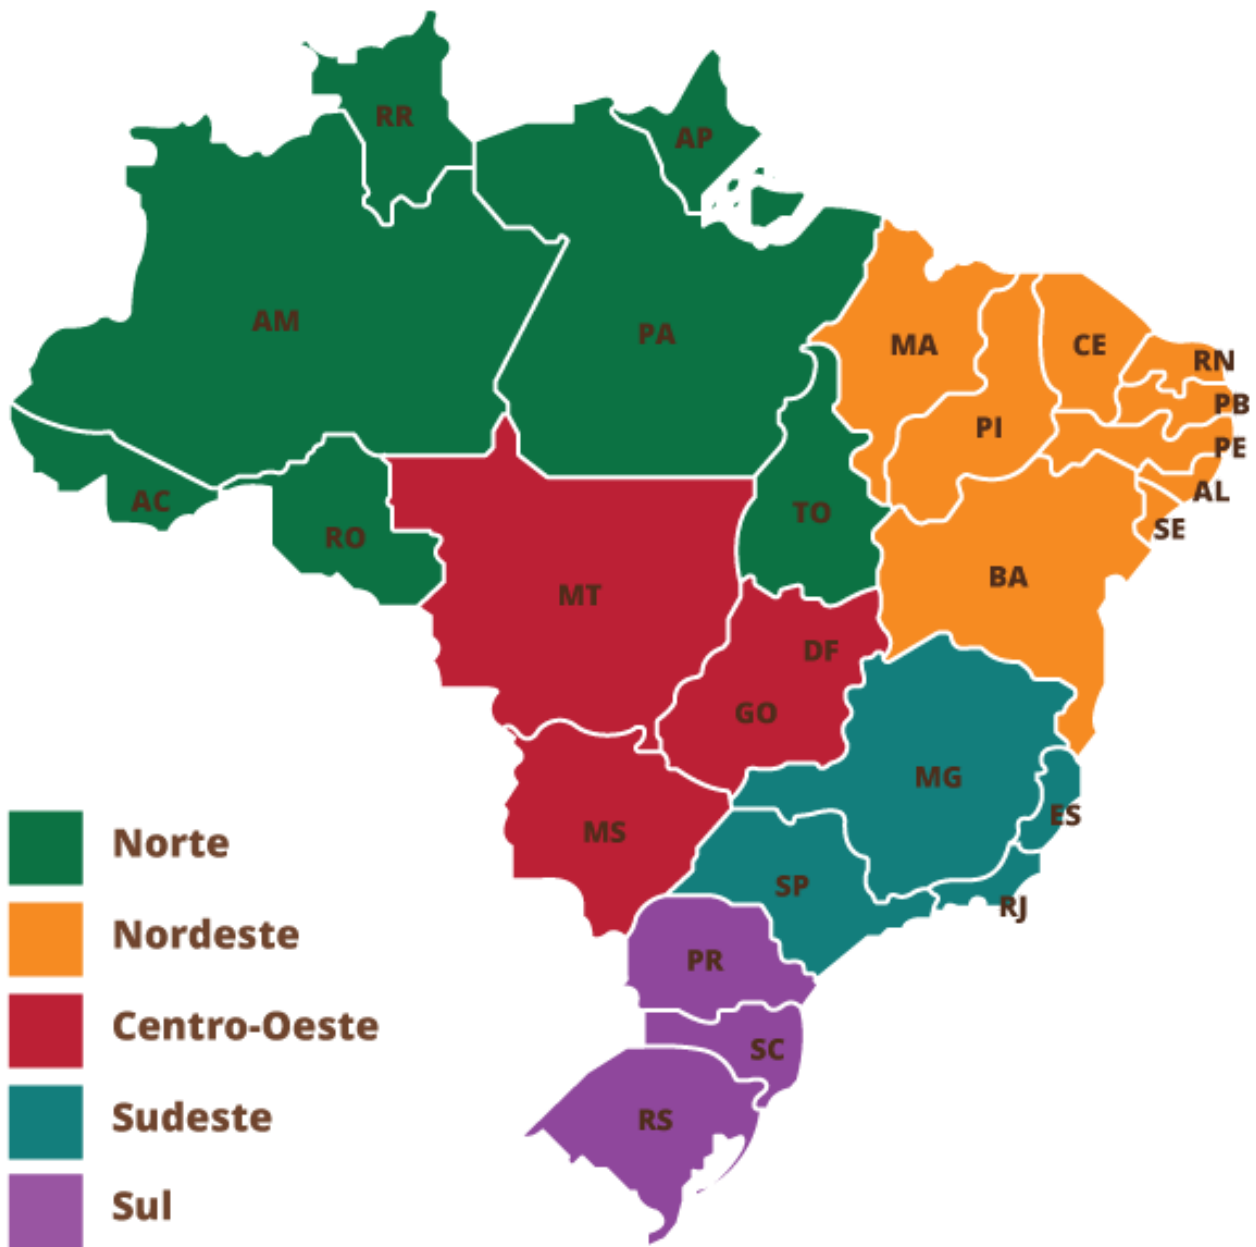 RR
AP
AM
PA
MA
CE
RN
PB
PI
PE
AC
AL
TO
SE
RO
BA
MT
DF
GO
MG
ES
MS
SP
RJ
PR
SC
RS
Norte
Nordeste
Centro-Oeste
Sudeste
Sul